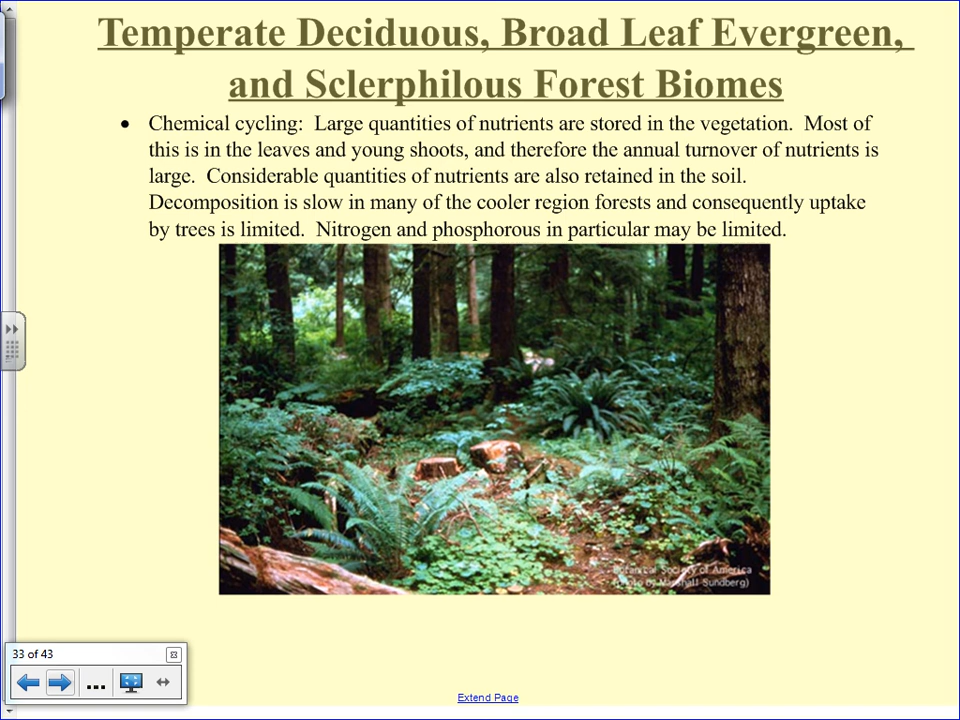 Temperate Deciduous, Broad Leaf Evergreen,
and Sclerphilous Forest Biomes
• Chemical cycling: Large quantities of nutrients are stored in the vegetation. Most of
this is in the leaves and young shoots, and therefore the annual turnover of nutrients is
large. Considerable quantities of nutrients are also retained in the soil.
Decomposition is slow in many of the cooler region forests and consequently uptake
by trees is limited. Nitrogen and phosphorous in particular may be limited.
Botanical Society of America
(Photo by Marshall Sundberg)
33 of 43
Extend Page